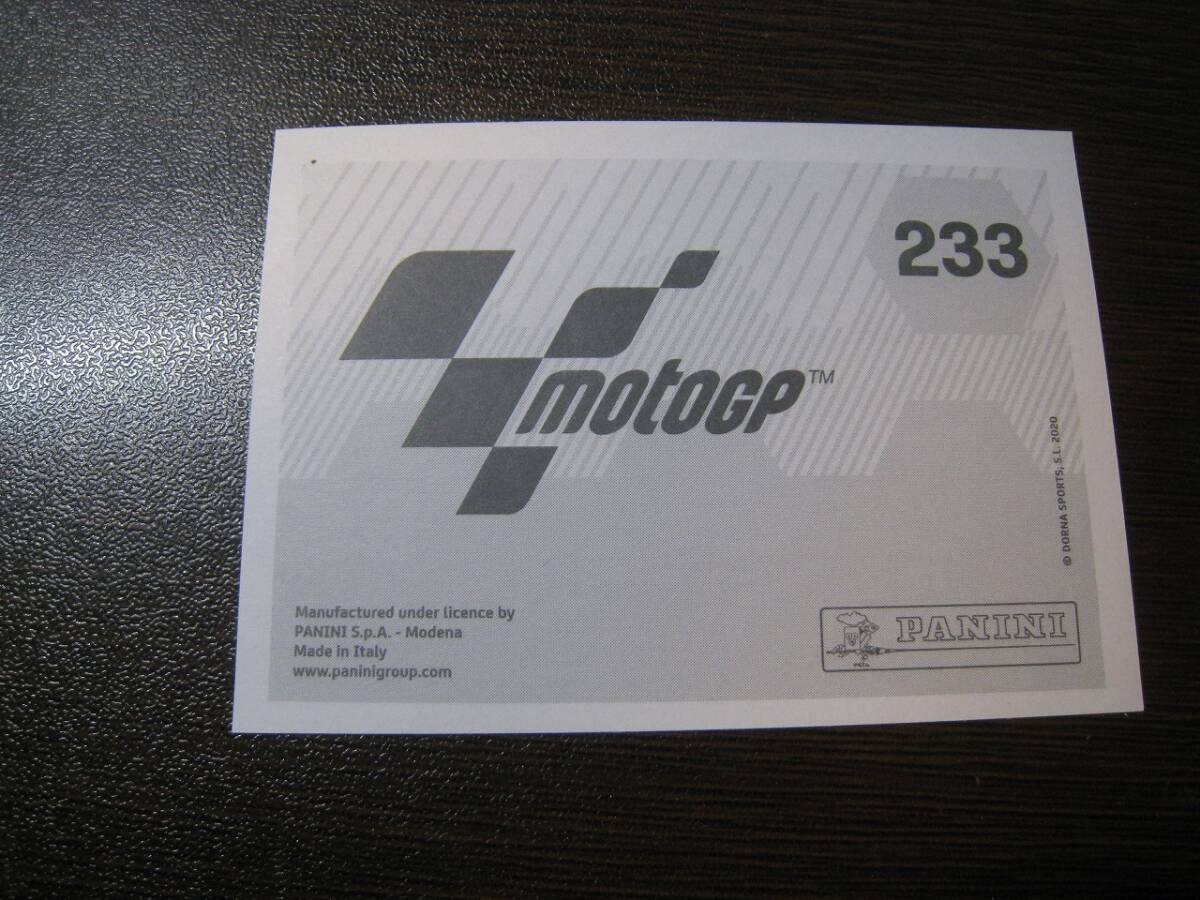 233
motoGP™
© DORNA SPORTS, S.L. 2020
Manufactured under licence by
PANINI S.p.A. - Modena
Made in Italy
www.paninigroup.com
PANINI